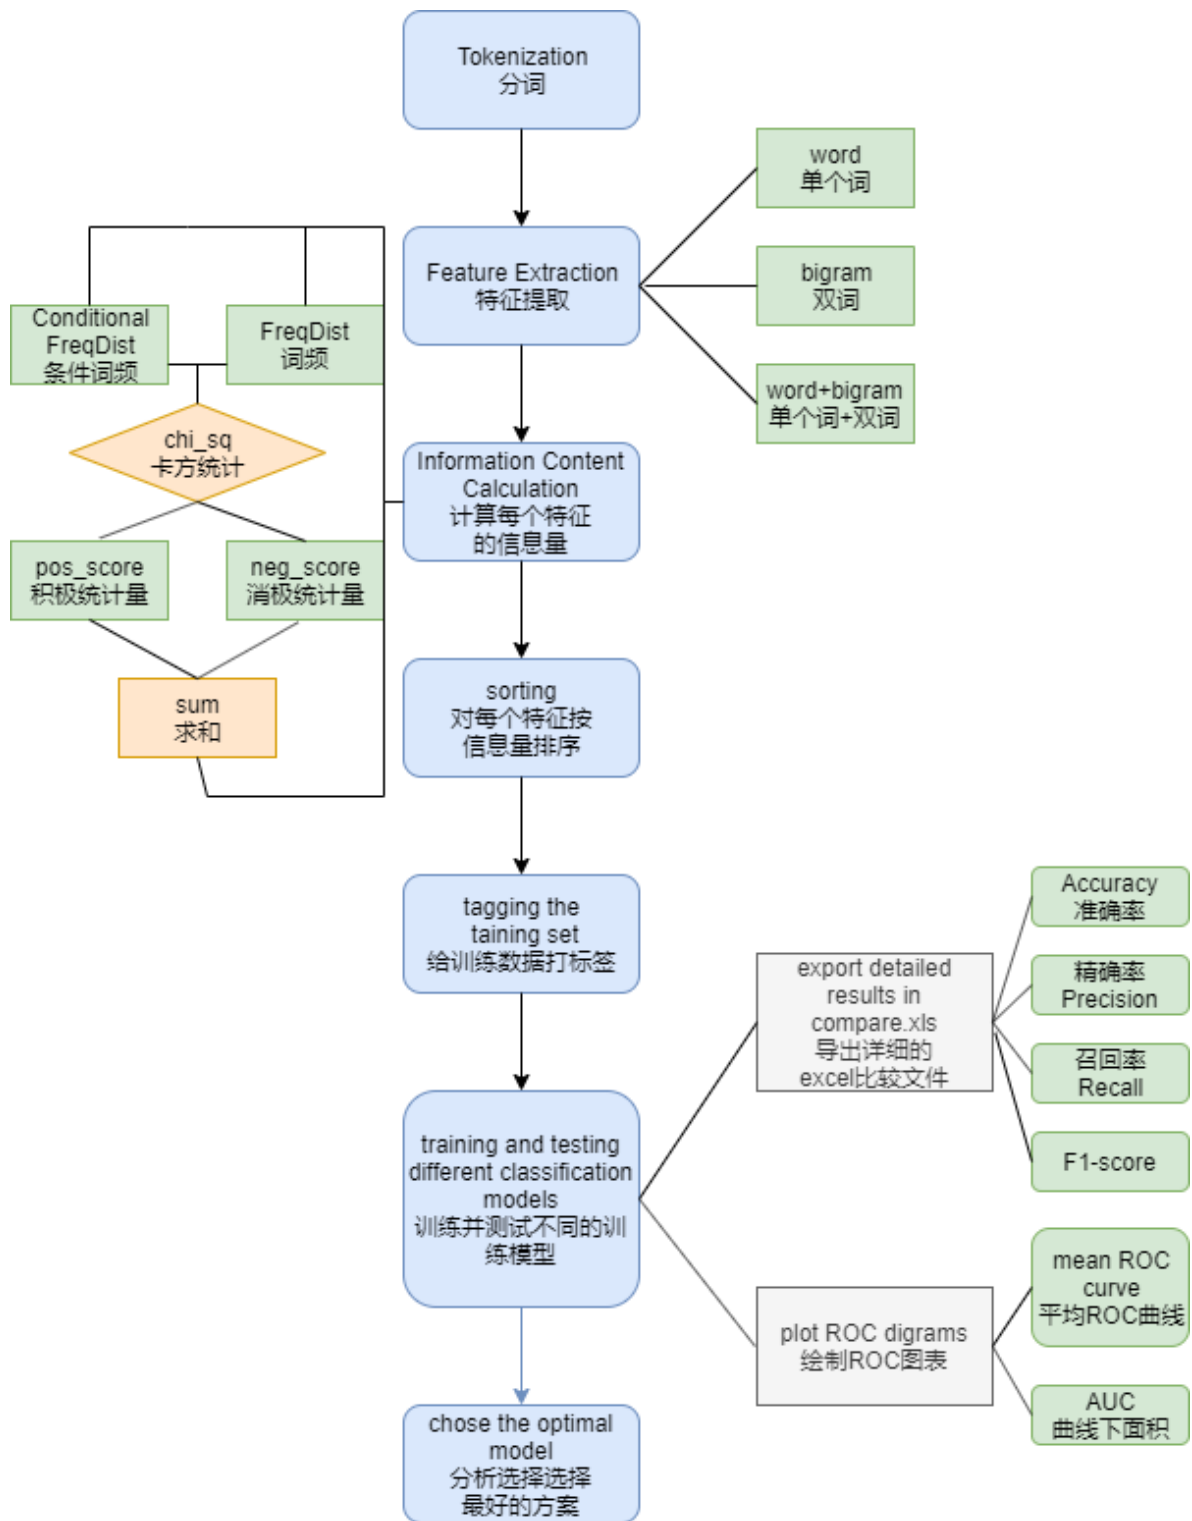 Tokenization
分词
word
单个词
Feature Extraction
特征提取
bigram
双词
word+bigram
单个词+双词
Conditional
FreqDist
条件词频
FreqDist
词频
chi_sq
卡方统计
pos_score
积极统计量
neg_score
消极统计量
sum
求和
Information Content
Calculation
计算每个特征
的信息量
sorting
对每个特征按
信息量排序
tagging the
taining set
给训练数据打标签
training and testing
different classification
models
训练并测试不同的训
练模型
export detailed
results in
compare.xls
导出详细的
excel比较文件
Accuracy
准确率
精确率
Precision
召回率
Recall
F1-score
plot ROC digrams
绘制ROC图表
mean ROC
curve
平均ROC曲线
AUC
曲线下面积
chose the optimal
model
分析选择选择
最好的方案